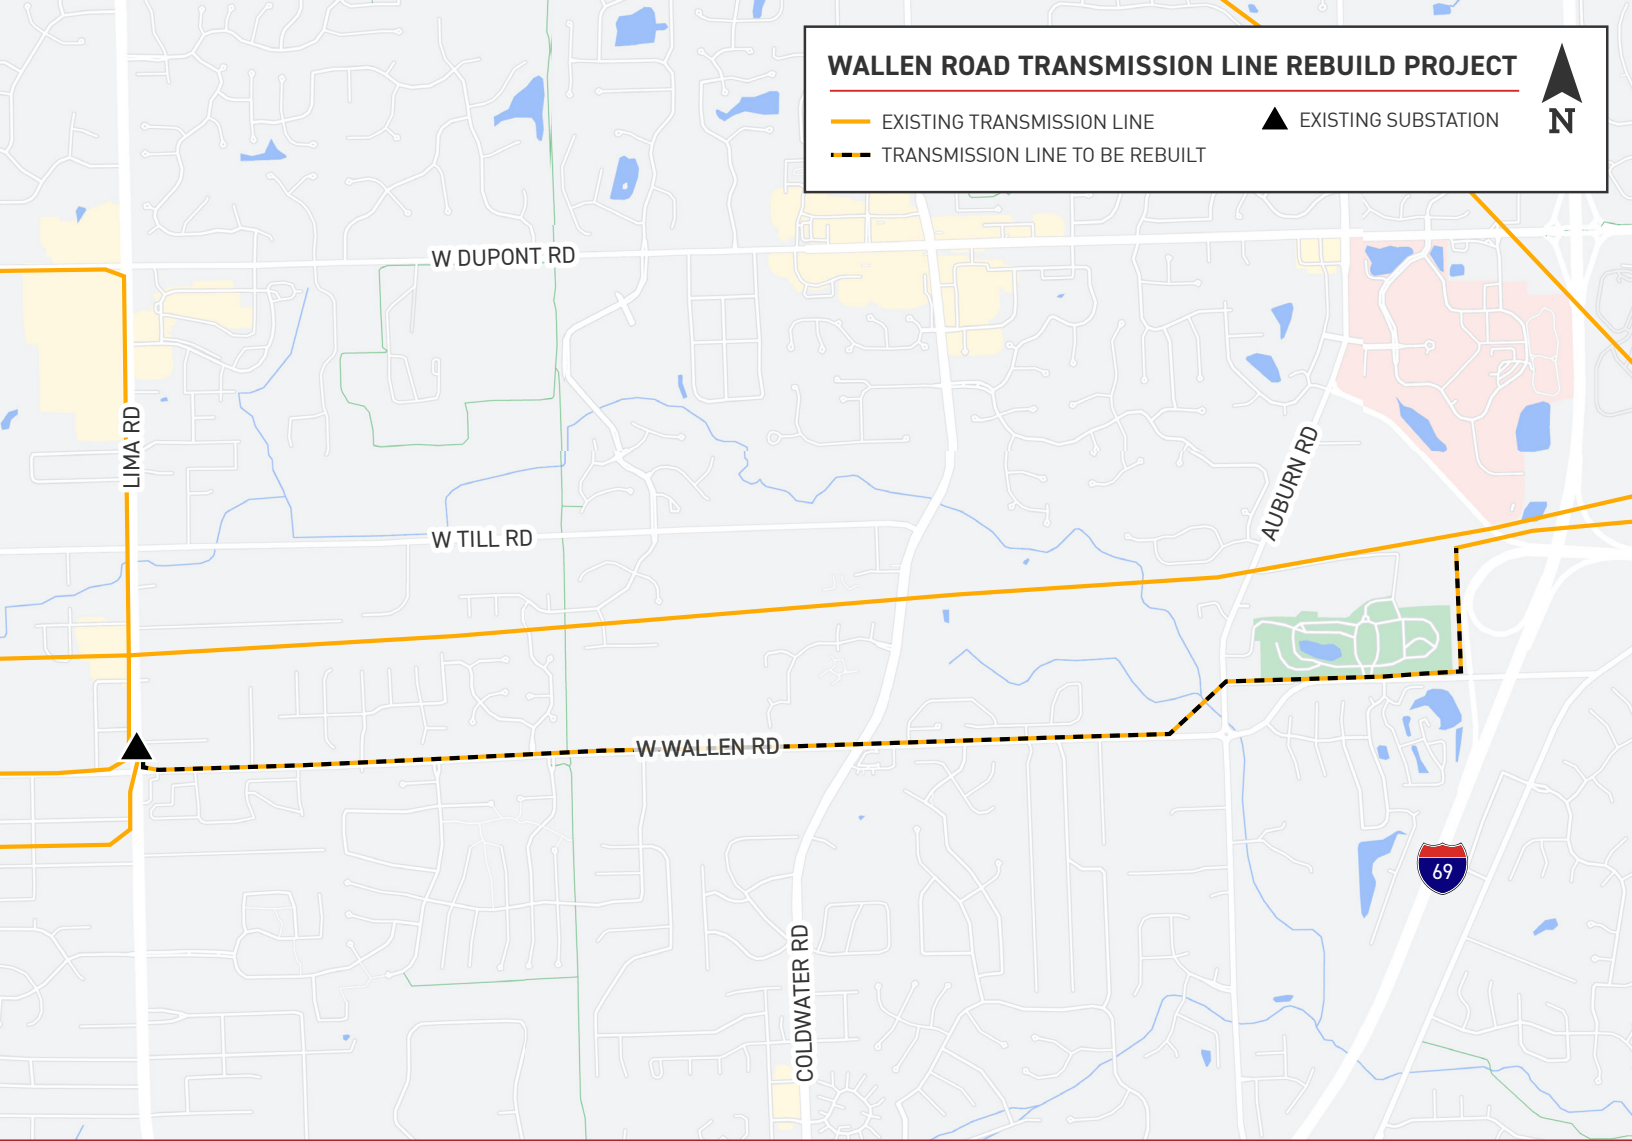 WALLEN ROAD TRANSMISSION LINE REBUILD PROJECT
EXISTING TRANSMISSION LINE
EXISTING SUBSTATION
TRANSMISSION LINE TO BE REBUILT
N
W DUPONT RD
LIMA RD
AUBURN RD
W TILL RD
W WALLEN RD
69
COLDWATER RD